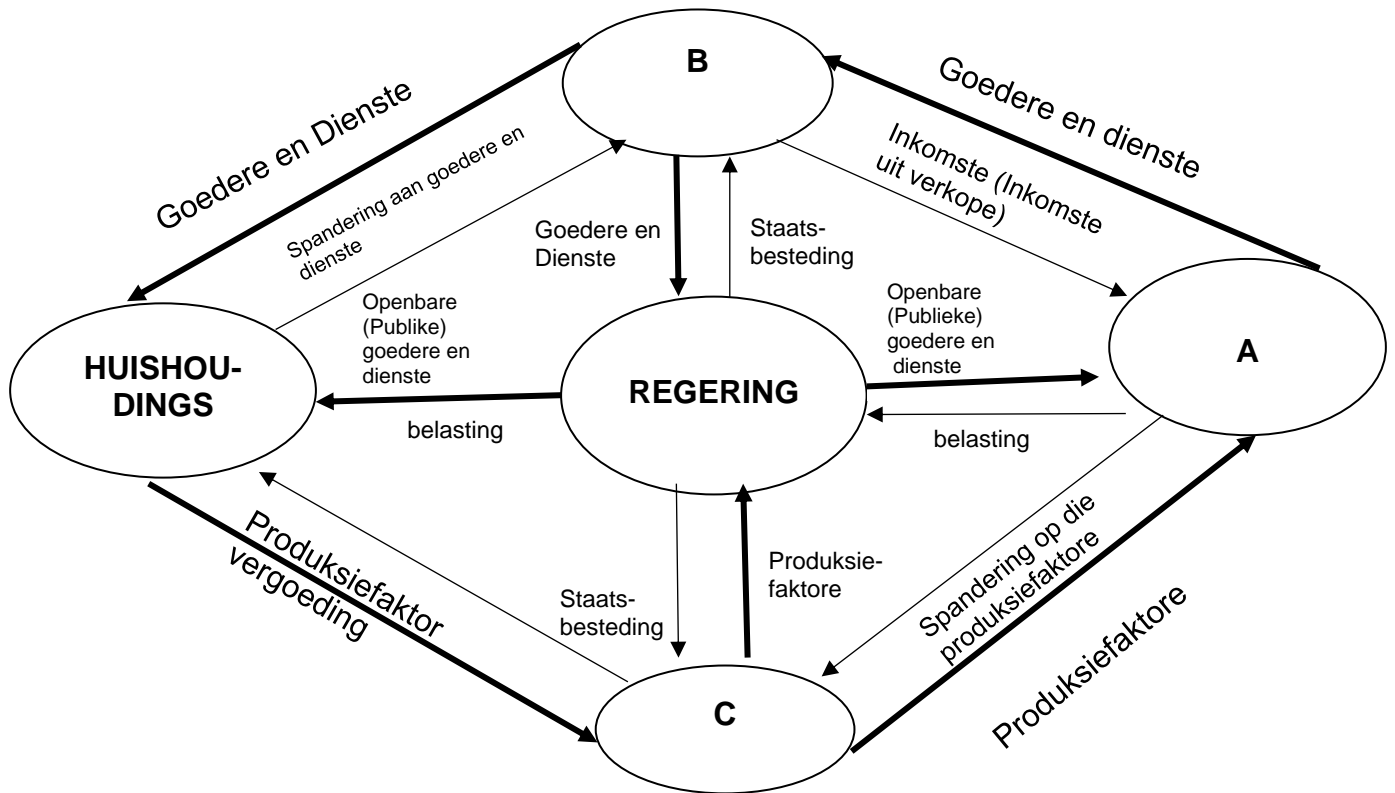 B
Goedere en Dienste
Goedere en dienste
Spandering aan goedere en
dienste
Inkomste (Inkomste
uit verkope)
Goedere en
Dienste
Staats-
besteding
Openbare
(Publike)
goedere en
dienste
Openbare
(Publieke)
goedere en
dienste
HUISHOU-
DINGS
REGERING
A
belasting
belasting
Produksiefaktor
vergoeding
Staats-
besteding
Produksie-
faktore
Spandering op die
produksiefaktore
Produksiefaktore
C